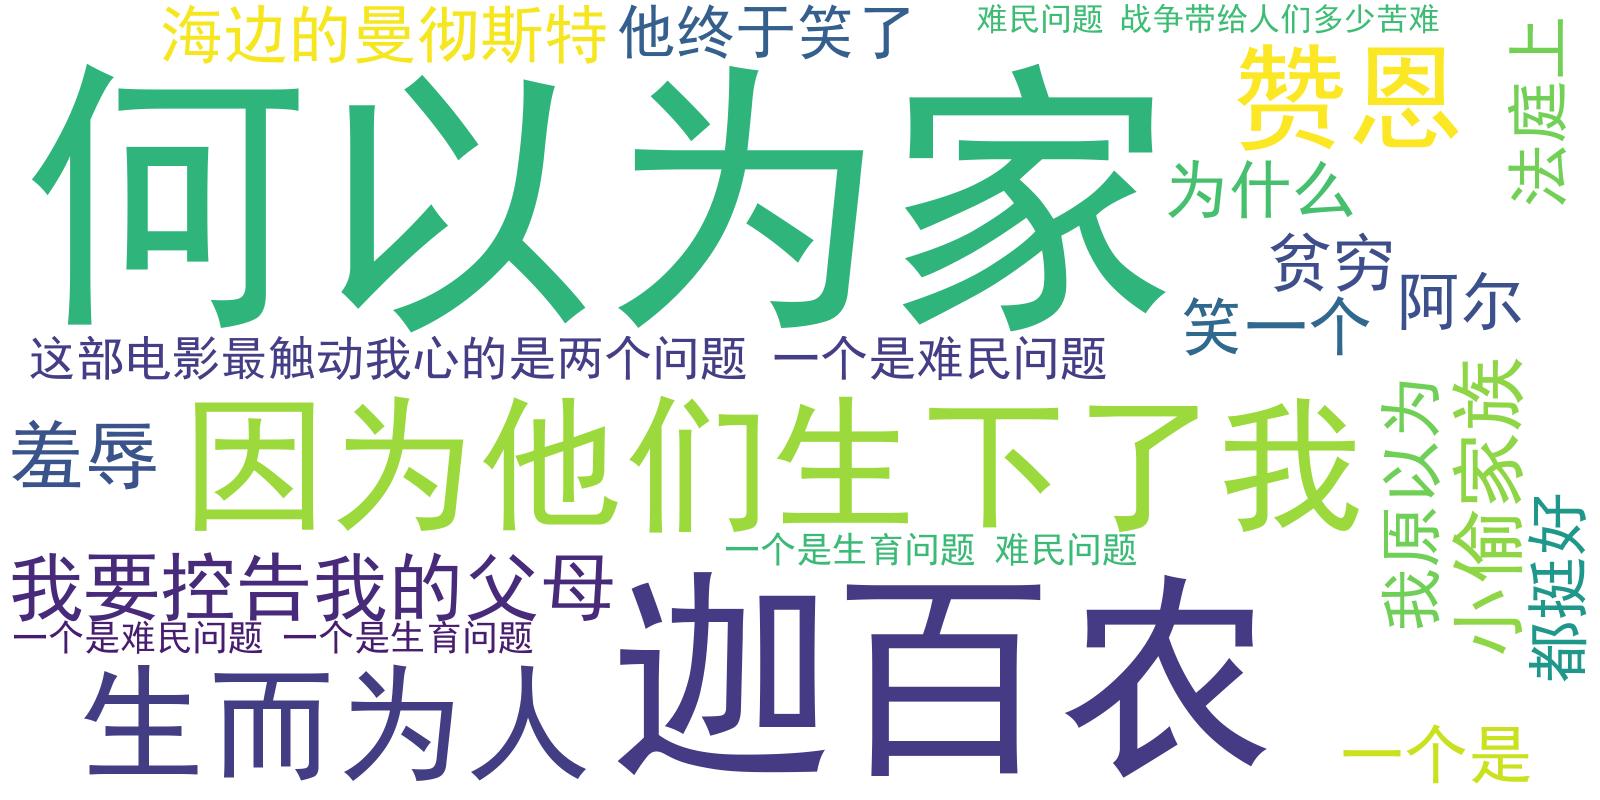 海边的曼彻斯特
他终于笑了
难民问题 战争带给人们多少苦难
何以为家
赞恩
法庭上
为什么
贫穷
阿尔
笑一个
这部电影最触动我心的是两个问题 一个是难民问题
羞辱
因为他们生下了我
我原以为
小偷家族
都挺好
一个是生育问题 难民问题
我要控告我的父母
一个是难民问题 一个是生育问题
迦百农
生而为人
一个是